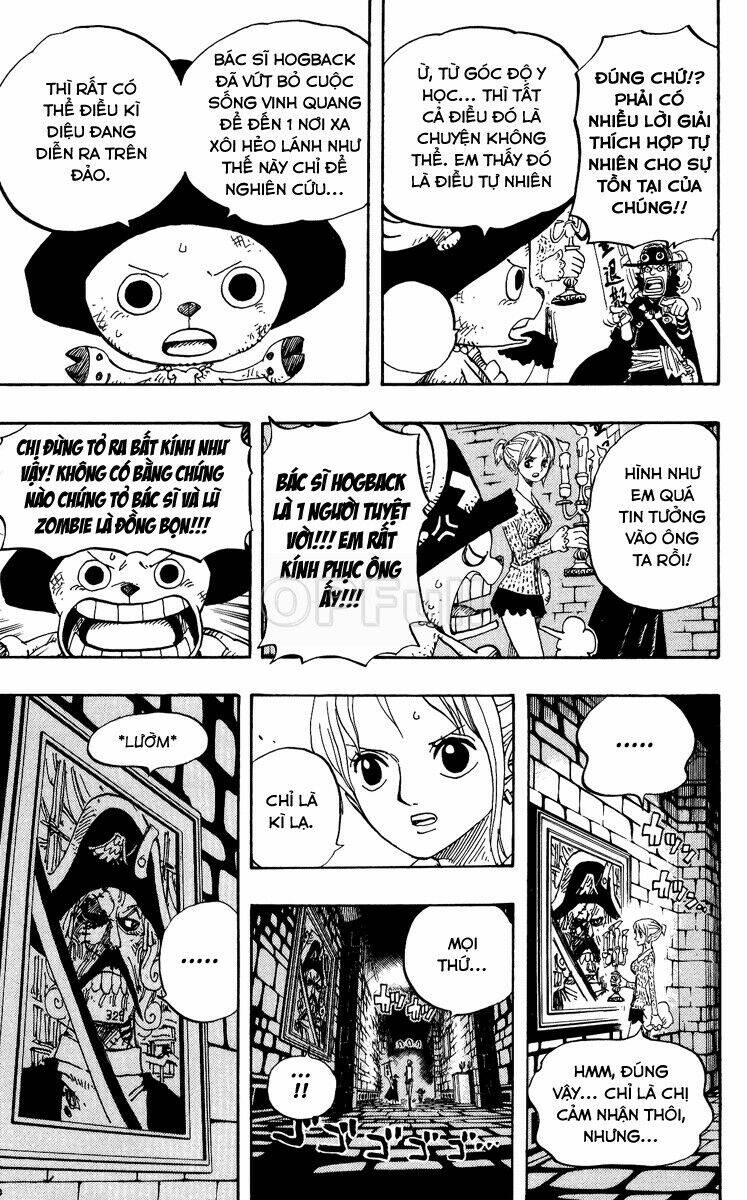 ĐÚNG CHỨ!?
PHẢI CÓ
NHIỀU LỜI GIẢI
THÍCH HỢP TỰ
NHIÊN CHO SỰ
TỒN TẠI CỦA
CHÚNG!!
Ừ, TỪ GÓC ĐỘ Y
HỌC... THÌ TẤT
CẢ ĐIỀU ĐÓ LÀ
CHUYỆN KHÔNG
THỂ. EM THẤY ĐÓ
LÀ ĐIỀU TỰ NHIÊN
BÁC SĨ HOGBACK
ĐÃ VỨT BỎ CUỘC
SỐNG VINH QUANG
ĐỂ ĐẾN 1 NƠI XA
XÔI HẺO LÁNH NHƯ
THẾ NÀY CHỈ ĐỂ
NGHIÊN CỨU...
THÌ RẤT CÓ
THỂ ĐIỀU KÌ
DIỆU ĐANG
DIỄN RA TRÊN
ĐẢO.
HÌNH NHƯ
EM QUÁ
TIN TƯỞNG
VÀO ÔNG
TA RỒI!
BÁC SĨ HOGBACK
LÀ 1 NGƯỜI TUYỆT
VỜI!!! EM RẤT
KÍNH PHỤC ÔNG
ẤY!!!
CHỊ ĐỪNG TỎ RA BẤT KÍNH NHƯ
VẬY! KHÔNG CÓ BẰNG CHỨNG
NÀO CHỨNG TỎ BÁC SĨ VÀ LŨ
ZOMBIE LÀ ĐỒNG BỌN!!!
.....
HMM, ĐÚNG
VẬY... CHỈ LÀ CHỊ
CẢM NHẬN THÔI,
NHƯNG...
CHỈ LÀ
KÌ LẠ.
MỌI
THỨ...
...
!!
ゴゴゴゴゴ...
*LƯỜM*
.....
329